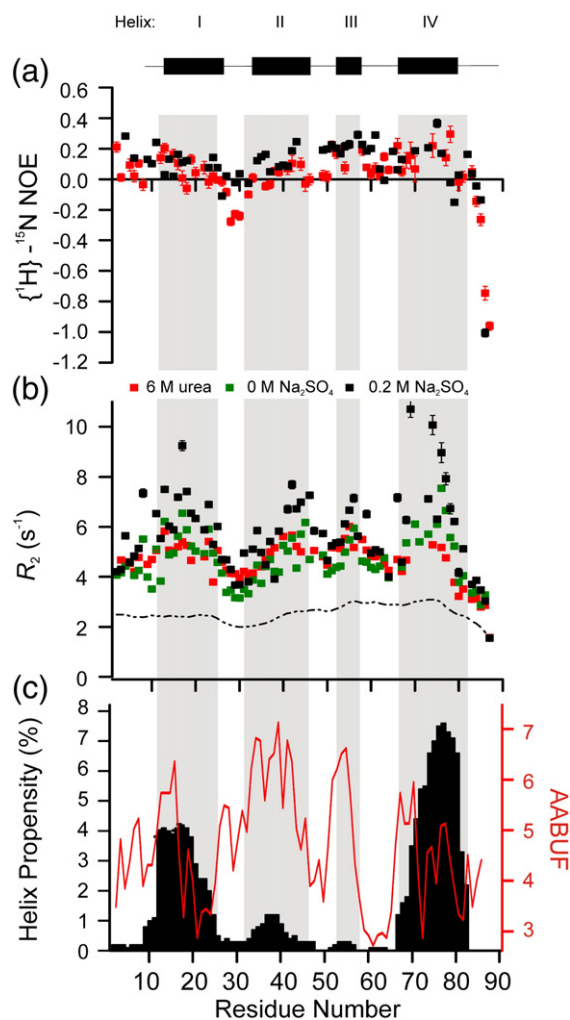 Helix: I II III IV
(a)
0.6
0.4
0.2
0.0
-0.2
-0.4
-0.6
-0.8
-1.0
-1.2
{¹H} - ¹⁵N NOE
(b)
6 M urea 0 M Na₂SO₄ 0.2 M Na₂SO₄
10
8
6
4
2
0
R₂ (s⁻¹)
(c)
8
7
6
5
4
3
2
1
0
Helix Propensity (%)
7
6
5
4
3
AABUF
10 20 30 40 50 60 70 80 90
Residue Number